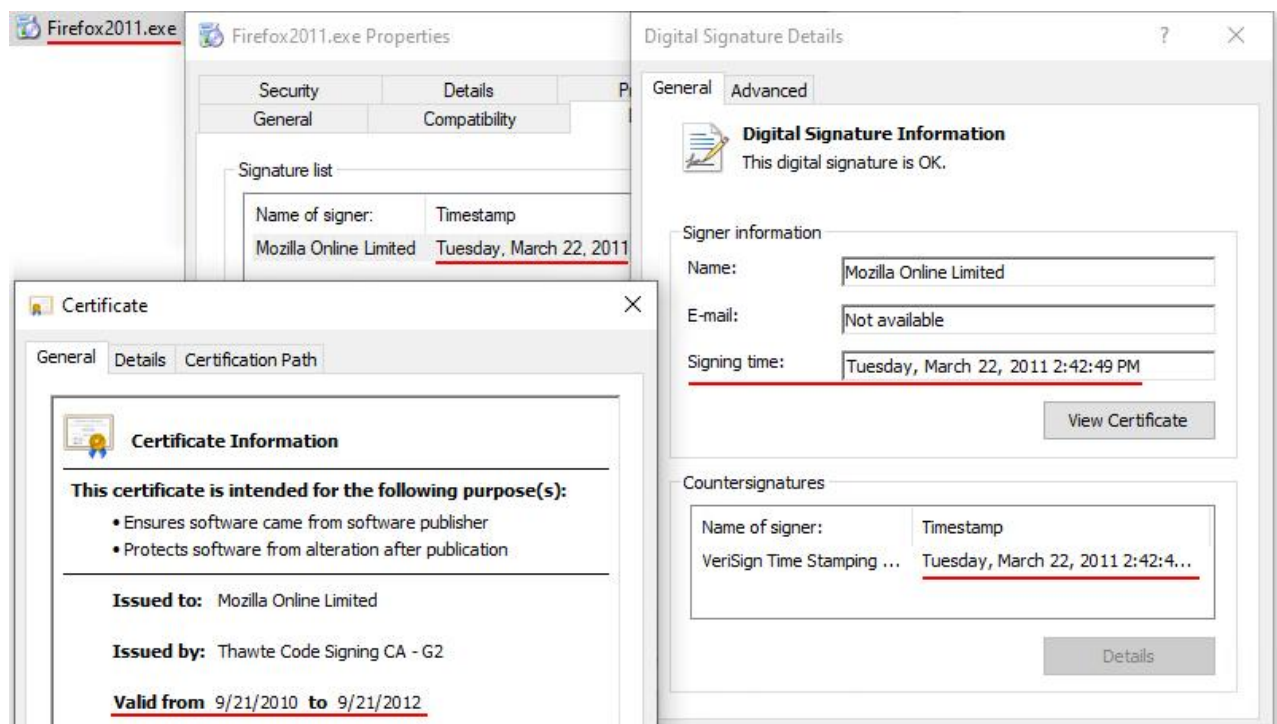 Firefox2011.exe
Firefox2011.exe Properties
Security Details
General Compatibility
Signature list
Name of signer: Timestamp
Mozilla Online Limited Tuesday, March 22, 2011
Digital Signature Details ?
General Advanced
Digital Signature Information
This digital signature is OK.
Signer information
Name: Mozilla Online Limited
E-mail: Not available
Signing time: Tuesday, March 22, 2011 2:42:49 PM
View Certificate
Countersignatures
Name of signer: Timestamp
VeriSign Time Stamping ... Tuesday, March 22, 2011 2:42:4...
Details
Certificate
General Details Certification Path
Certificate Information
This certificate is intended for the following purpose(s):
• Ensures software came from software publisher
• Protects software from alteration after publication
Issued to: Mozilla Online Limited
Issued by: Thawte Code Signing CA - G2
Valid from 9/21/2010 to 9/21/2012